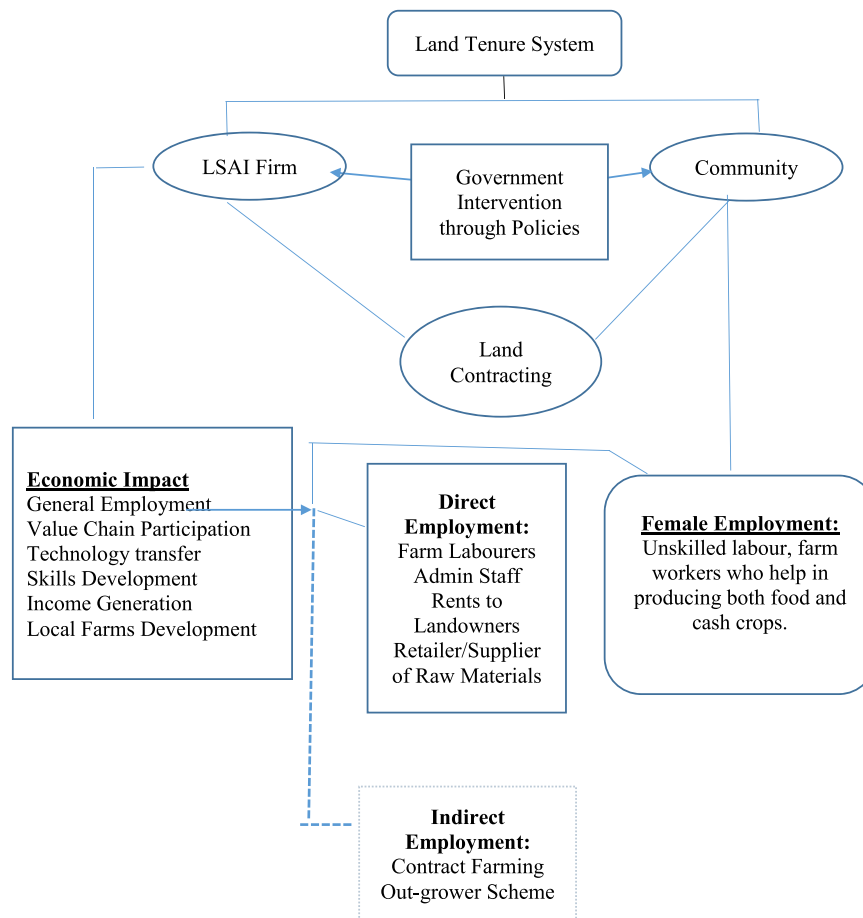 Land Tenure System
LSAI Firm
Government
Intervention
through Policies
Community
Land
Contracting
Economic Impact
General Employment
Value Chain Participation
Technology transfer
Skills Development
Income Generation
Local Farms Development
Direct
Employment:
Farm Labourers
Admin Staff
Rents to
Landowners
Retailer/Supplier
of Raw Materials
Female Employment:
Unskilled labour, farm
workers who help in
producing both food and
cash crops.
Indirect
Employment:
Contract Farming
Out-grower Scheme